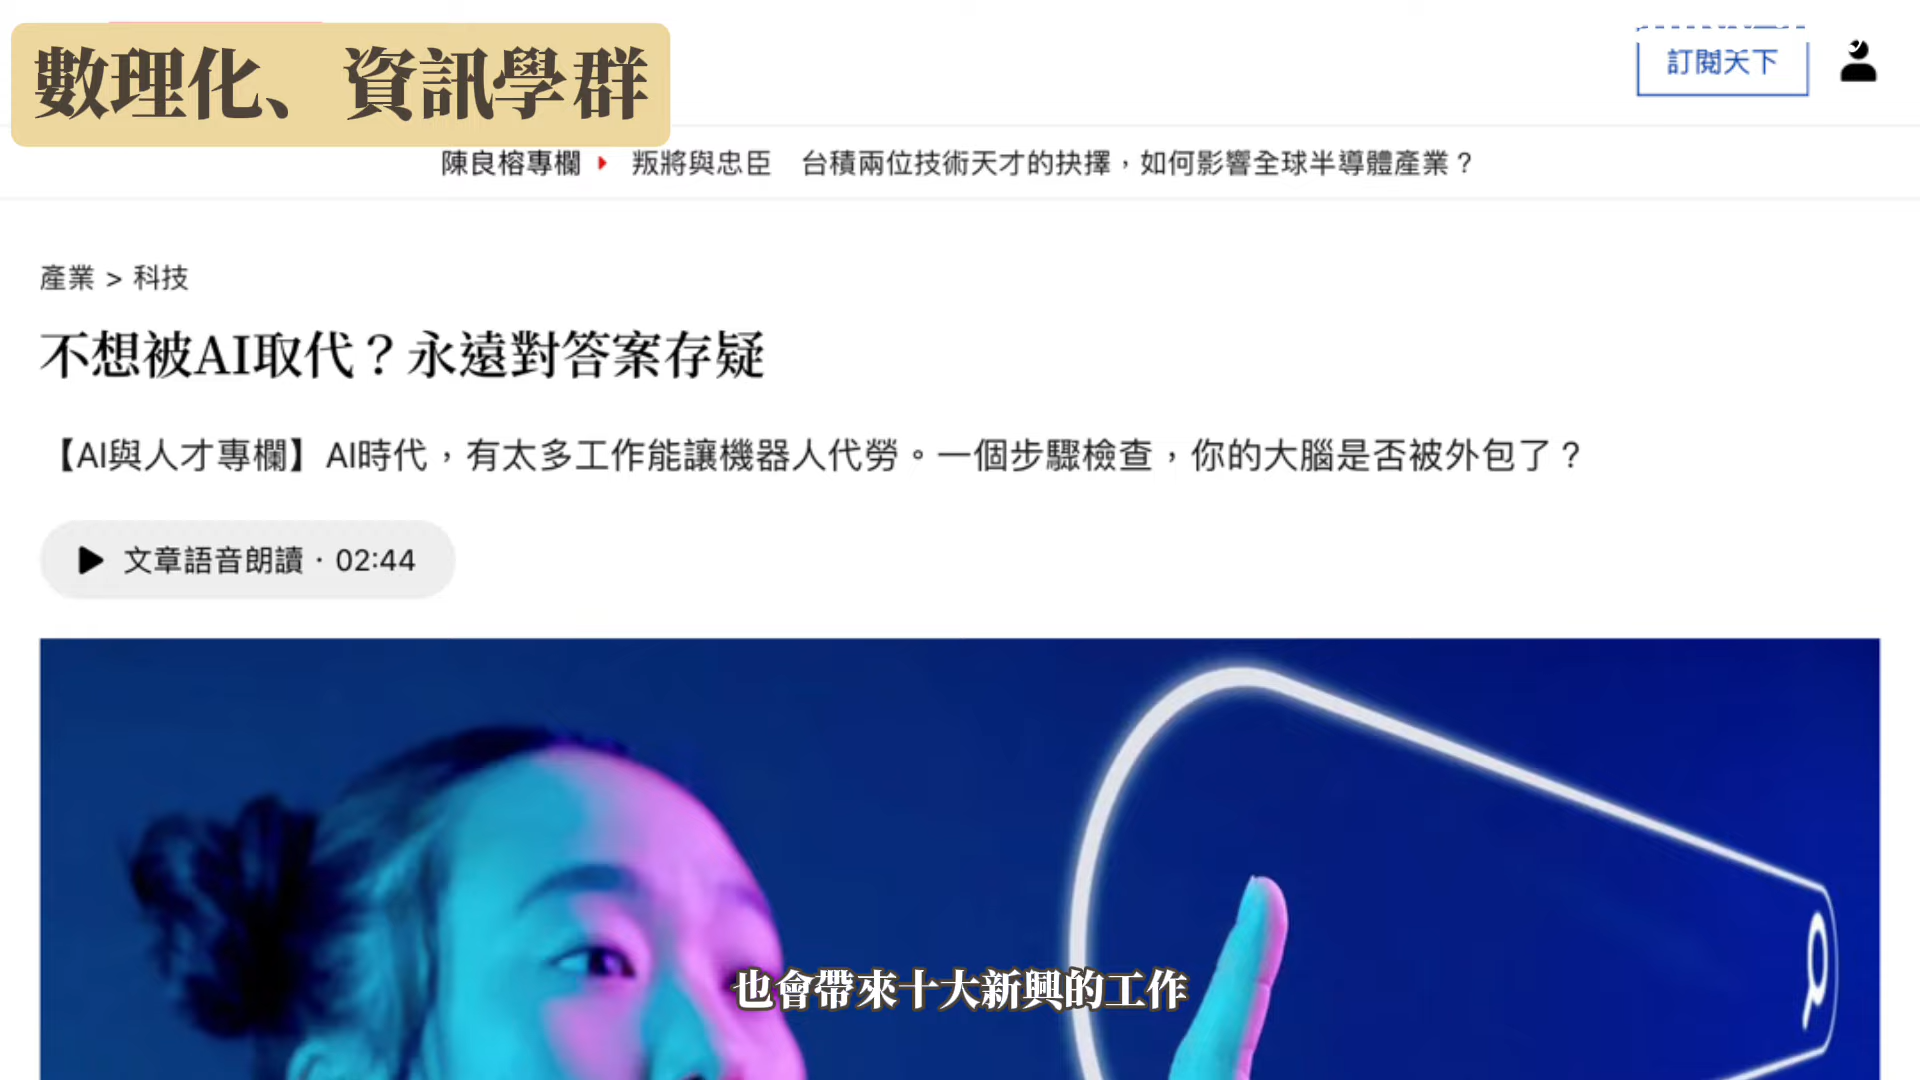 數理化、資訊學群
訂閱天下
陳良榕專欄 叛將與忠臣 台積兩位技術天才的抉擇，如何影響全球半導體產業？
產業 > 科技
不想被AI取代？永遠對答案存疑
【AI與人才專欄】AI時代，有太多工作能讓機器人代勞。一個步驟檢查，你的大腦是否被外包了？
文章語音朗讀 · 02:44
也會帶來十大新興的工作